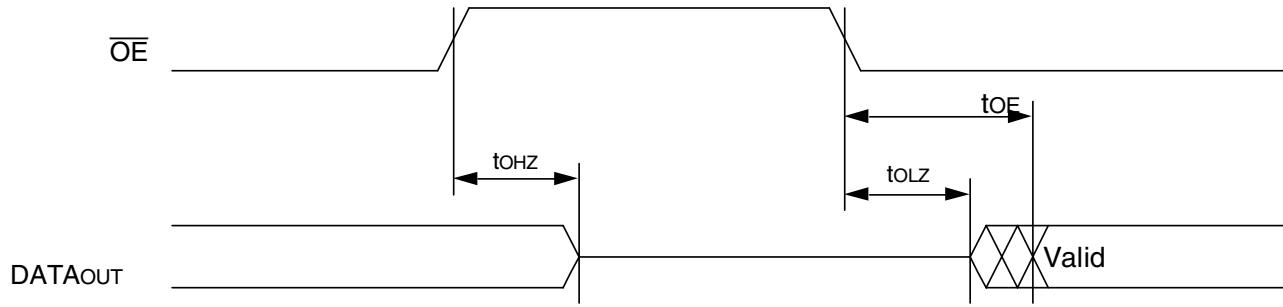 OE
tOE
tOHZ
tOLZ
Valid
DATAOUT